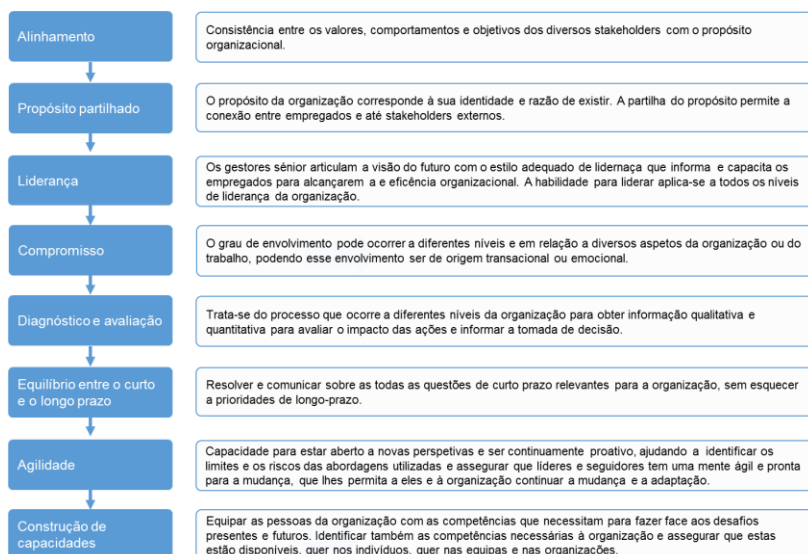 Alinhamento
Consistência entre os valores, comportamentos e objetivos dos diversos stakeholders com o propósito
organizacional.
Propósito partilhado
O propósito da organização corresponde à sua identidade e razão de existir. A partilha do propósito permite a
conexão entre empregados e até stakeholders externos.
Liderança
Os gestores sénior articulam a visão do futuro com o estilo adequado de lidernaça que informa e capacita os
empregados para alcançarem a e eficência organizacional. A habilidade para liderar aplica-se a todos os níveis
de liderança da organização.
Compromisso
O grau de envolvimento pode ocorrer a diferentes níveis e em relação a diversos aspetos da organização ou do
trabalho, podendo esse envolvimento ser de origem transacional ou emocional.
Diagnóstico e avaliação
Trata-se do processo que ocorre a diferentes níveis da organização para obter informação qualitativa e
quantitativa para avaliar o impacto das ações e informar a tomada de decisão.
Equilíbrio entre o curto
e o longo prazo
Resolver e comunicar sobre as todas as questões de curto prazo relevantes para a organização, sem esquecer
a prioridades de longo-prazo.
Agilidade
Capacidade para estar aberto a novas perspetivas e ser continuamente proativo, ajudando a identificar os
limites e os riscos das abordagens utilizadas e assegurar que líderes e seguidores tem uma mente ágil e pronta
para a mudança, que lhes permita a eles e à organização continuar a mudança e a adaptação.
Construção de
capacidades
Equipar as pessoas da organização com as competências que necessitam para fazer face aos desafios
presentes e futuros. Identificar também as competências necessárias à organização e assegurar que estas
estão disponíveis, quer nos indivíduos, quer nas equipas e nas organizações.